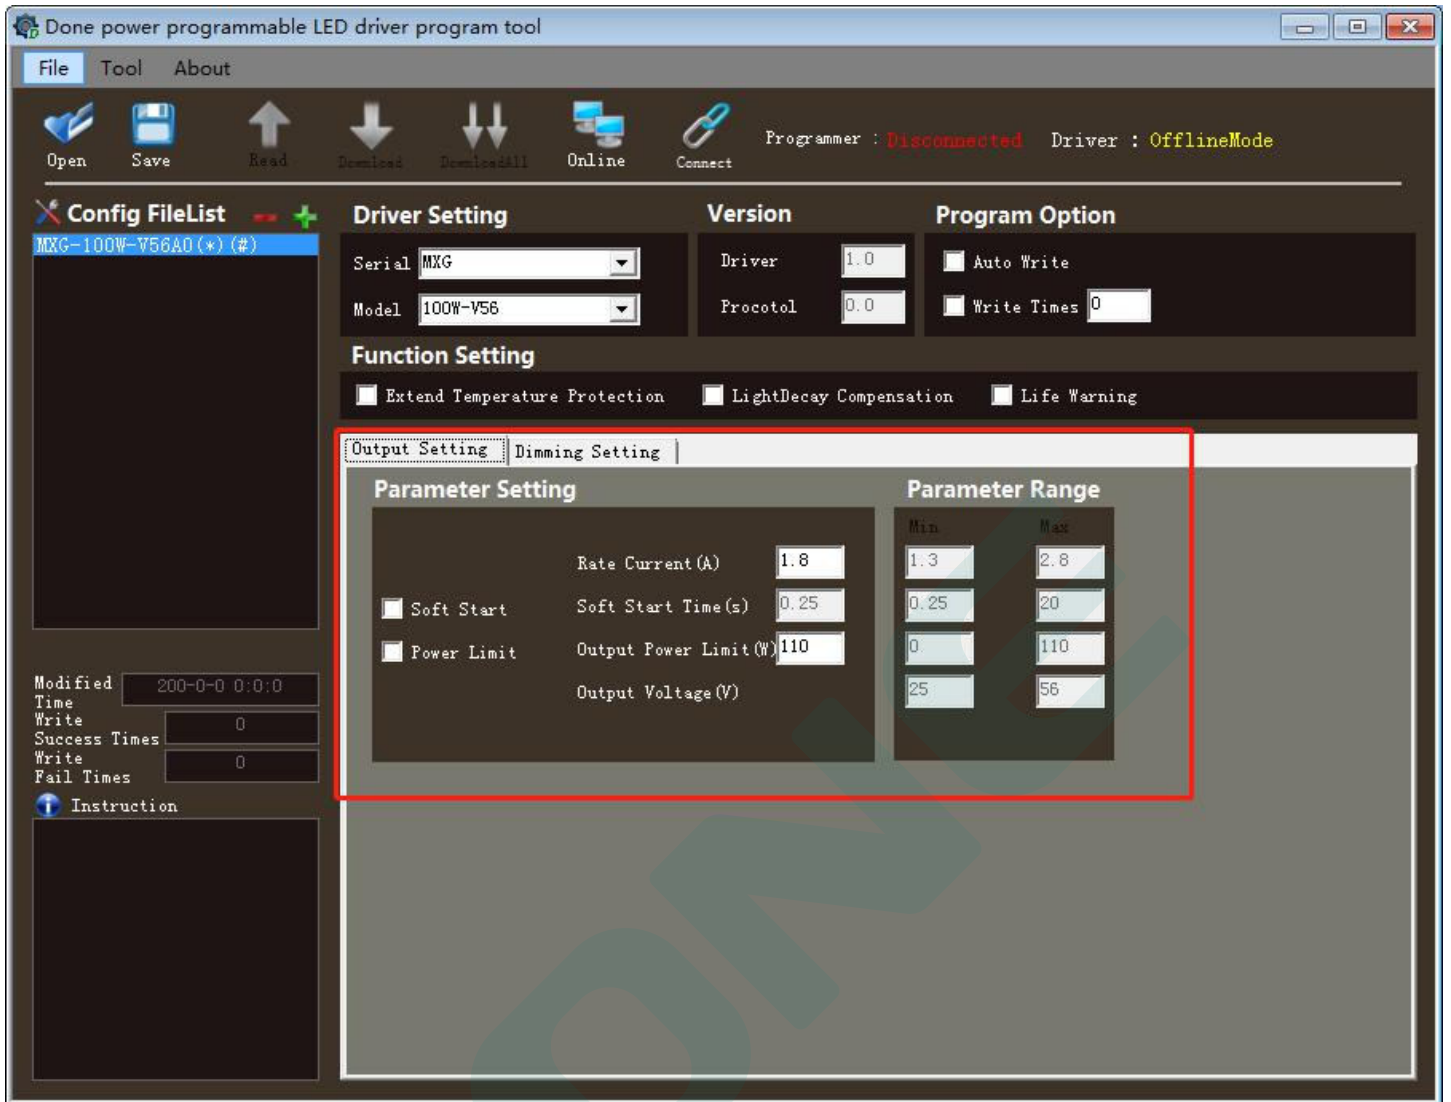 Done power programmable LED driver program tool
File Tool About
Open Save Read Download DownloadAll Online Connect Programmer : Disconnected Driver : OfflineMode
Config FileList
MXG-100W-V56A0(*)(#)
Modified Time 200-0-0 0:0:0
Write Success Times 0
Write Fail Times 0
Instruction
Driver Setting
Serial MXG
Model 100W-V56
Version
Driver 1.0
Procotol 0.0
Program Option
Auto Write
Write Times 0
Function Setting
Extend Temperature Protection LightDecay Compensation Life Warning
Output Setting Dimming Setting
Parameter Setting Parameter Range
Min Max
Rate Current(A) 1.8 1.3 2.8
Soft Start Soft Start Time(s) 0.25 0.25 20
Power Limit Output Power Limit(W) 110 0 110
Output Voltage(V) 25 56
ONE